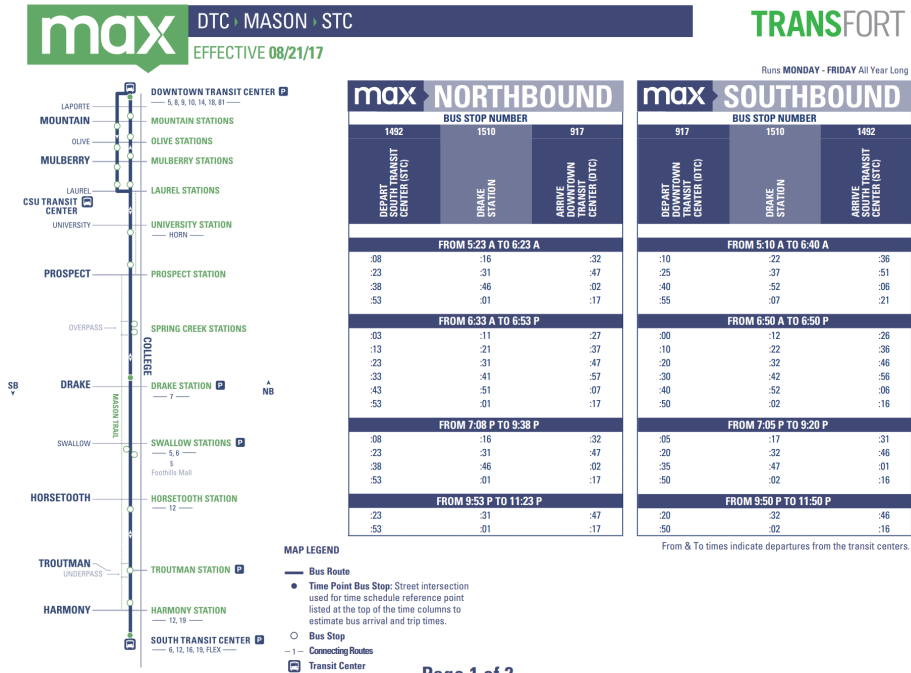 max DTC › MASON › STC
EFFECTIVE 08/21/17
TRANSFORT
Runs MONDAY - FRIDAY All Year Long
DOWNTOWN TRANSIT CENTER P
5, 8, 9, 10, 14, 18, 81
LAPORTE
MOUNTAIN MOUNTAIN STATIONS
OLIVE OLIVE STATIONS
MULBERRY MULBERRY STATIONS
LAUREL LAUREL STATIONS
CSU TRANSIT
CENTER
UNIVERSITY UNIVERSITY STATION
HORN
PROSPECT PROSPECT STATION
OVERPASS SPRING CREEK STATIONS
COLLEGE
SB DRAKE DRAKE STATION P NB
7
MASON TRAIL
SWALLOW SWALLOW STATIONS P
5, 6
$
Foothills Mall
HORSETOOTH HORSETOOTH STATION
12
TROUTMAN TROUTMAN STATION P
UNDERPASS
HARMONY HARMONY STATION
12, 19
SOUTH TRANSIT CENTER P
6, 12, 16, 19, FLEX
max NORTHBOUND
BUS STOP NUMBER
1492 1510 917
DEPART
SOUTH TRANSIT
CENTER (STC)
DRAKE
STATION
ARRIVE
DOWNTOWN
TRANSIT
CENTER (DTC)
FROM 5:23 A TO 6:23 A
:08 :16 :32
:23 :31 :47
:38 :46 :02
:53 :01 :17
FROM 6:33 A TO 6:53 P
:03 :11 :27
:13 :21 :37
:23 :31 :47
:33 :41 :57
:43 :51 :07
:53 :01 :17
FROM 7:08 P TO 9:38 P
:08 :16 :32
:23 :31 :47
:38 :46 :02
:53 :01 :17
FROM 9:53 P TO 11:23 P
:23 :31 :47
:53 :01 :17
max SOUTHBOUND
BUS STOP NUMBER
917 1510 1492
DEPART
DOWNTOWN
TRANSIT
CENTER (DTC)
DRAKE
STATION
ARRIVE
SOUTH TRANSIT
CENTER (STC)
FROM 5:10 A TO 6:40 A
:10 :22 :36
:25 :37 :51
:40 :52 :06
:55 :07 :21
FROM 6:50 A TO 6:50 P
:00 :12 :26
:10 :22 :36
:20 :32 :46
:30 :42 :56
:40 :52 :06
:50 :02 :16
FROM 7:05 P TO 9:20 P
:05 :17 :31
:20 :32 :46
:35 :47 :01
:50 :02 :16
FROM 9:50 P TO 11:50 P
:20 :32 :46
:50 :02 :16
From & To times indicate departures from the transit centers.
MAP LEGEND
Bus Route
Time Point Bus Stop: Street intersection
used for time schedule reference point
listed at the top of the time columns to
estimate bus arrival and trip times.
Bus Stop
–1– Connecting Routes
Transit Center